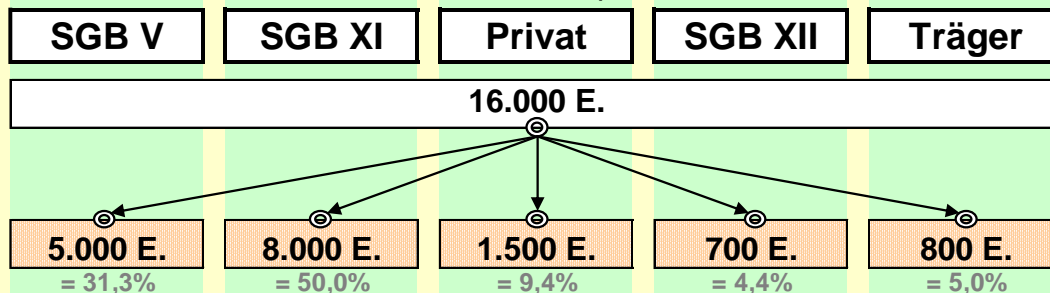 SGB V SGB XI Privat SGB XII Träger
16.000 E.
5.000 E. 8.000 E. 1.500 E. 700 E. 800 E.
= 31,3% = 50,0% = 9,4% = 4,4% = 5,0%